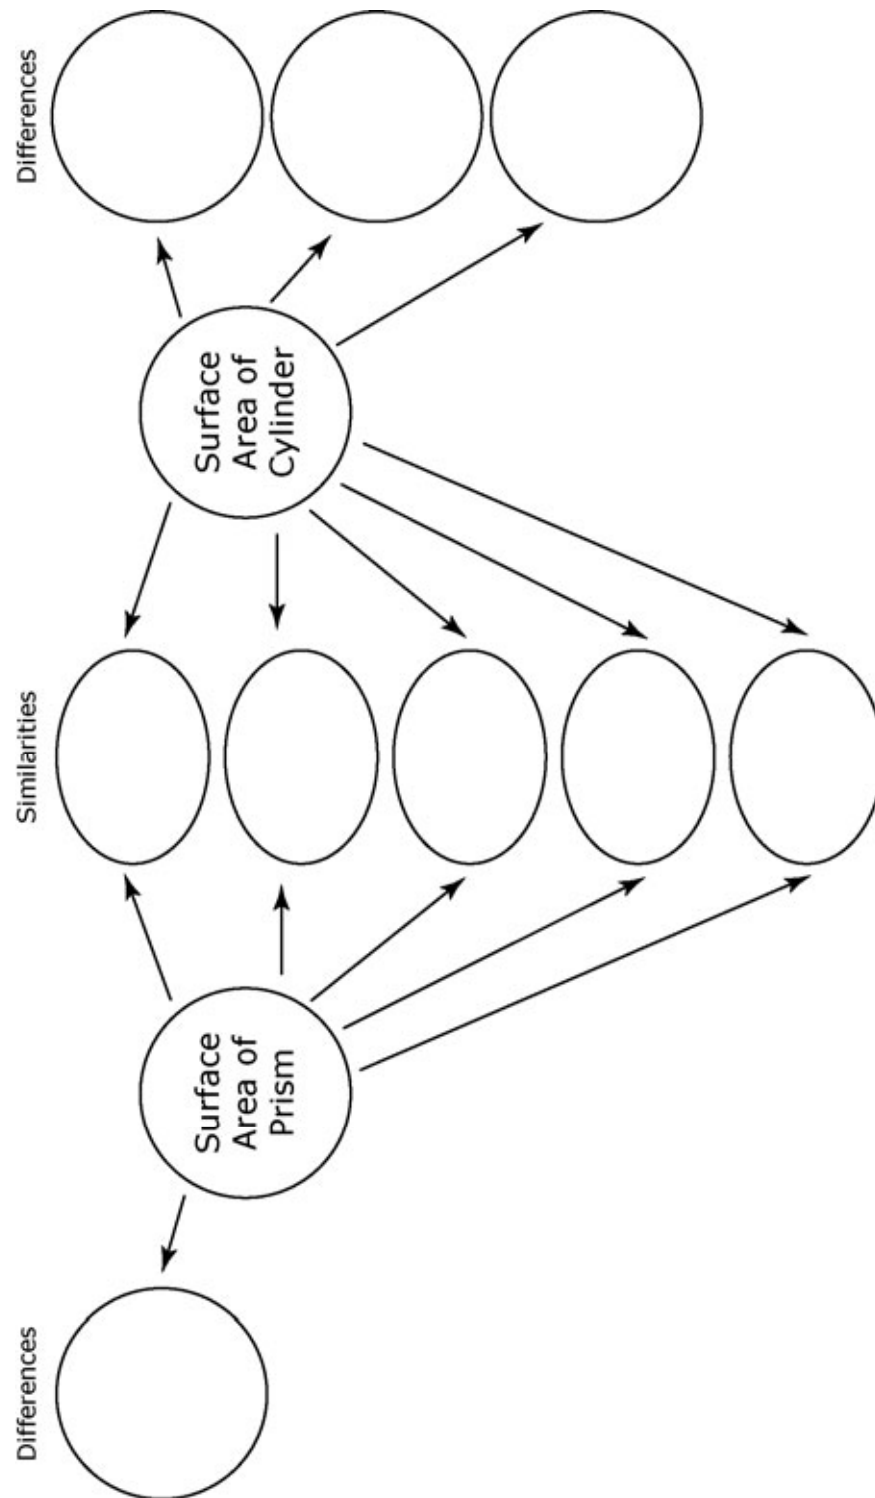 Differences
Similarities
Differences
Surface
Area of
Prism
Surface
Area of
Cylinder